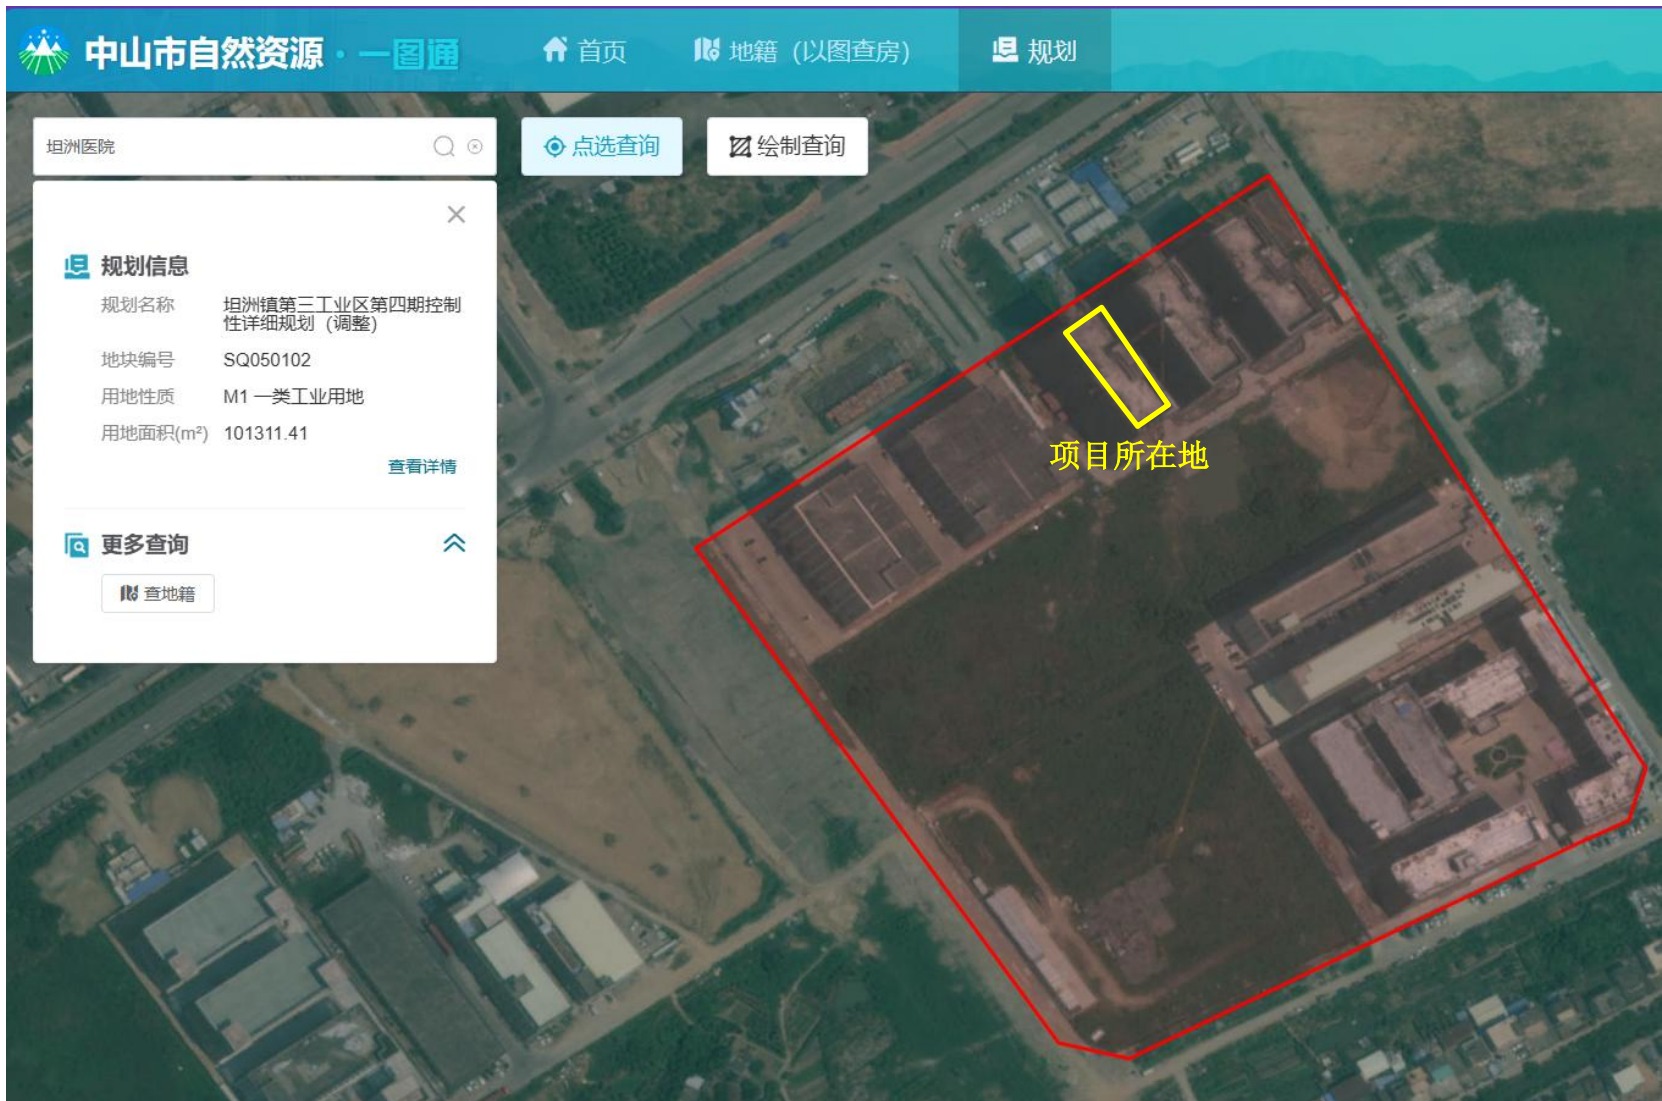 中山市自然资源·一图通
首页
地籍（以图查房）
规划
坦洲医院
点选查询
绘制查询
规划信息
规划名称 坦洲镇第三工业区第四期控制
性详细规划（调整）
地块编号 SQ050102
用地性质 M1 一类工业用地
用地面积(m²) 101311.41
查看详情
更多查询
查地籍
项目所在地